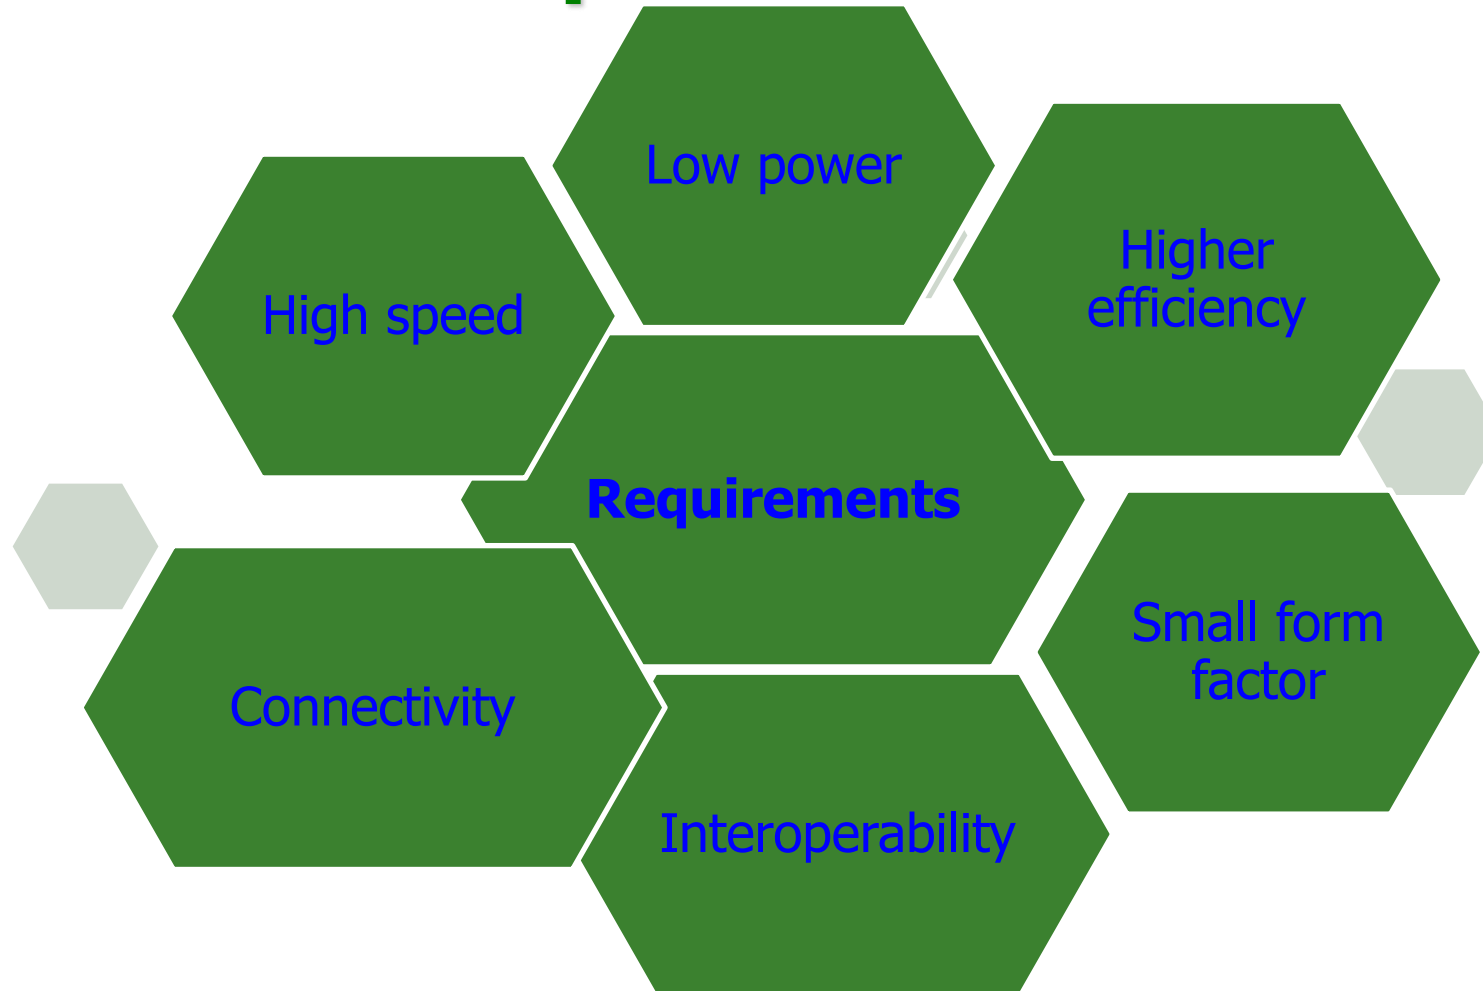 Low power
Higher
efficiency
High speed
Requirements
Small form
factor
Connectivity
Interoperability